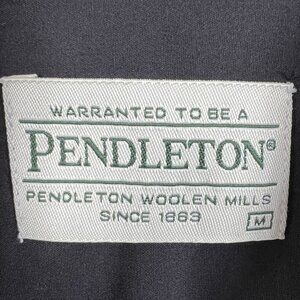 WARRANTED TO BE A
PENDLETON®
PENDLETON WOOLEN MILLS
SINCE 1863
M